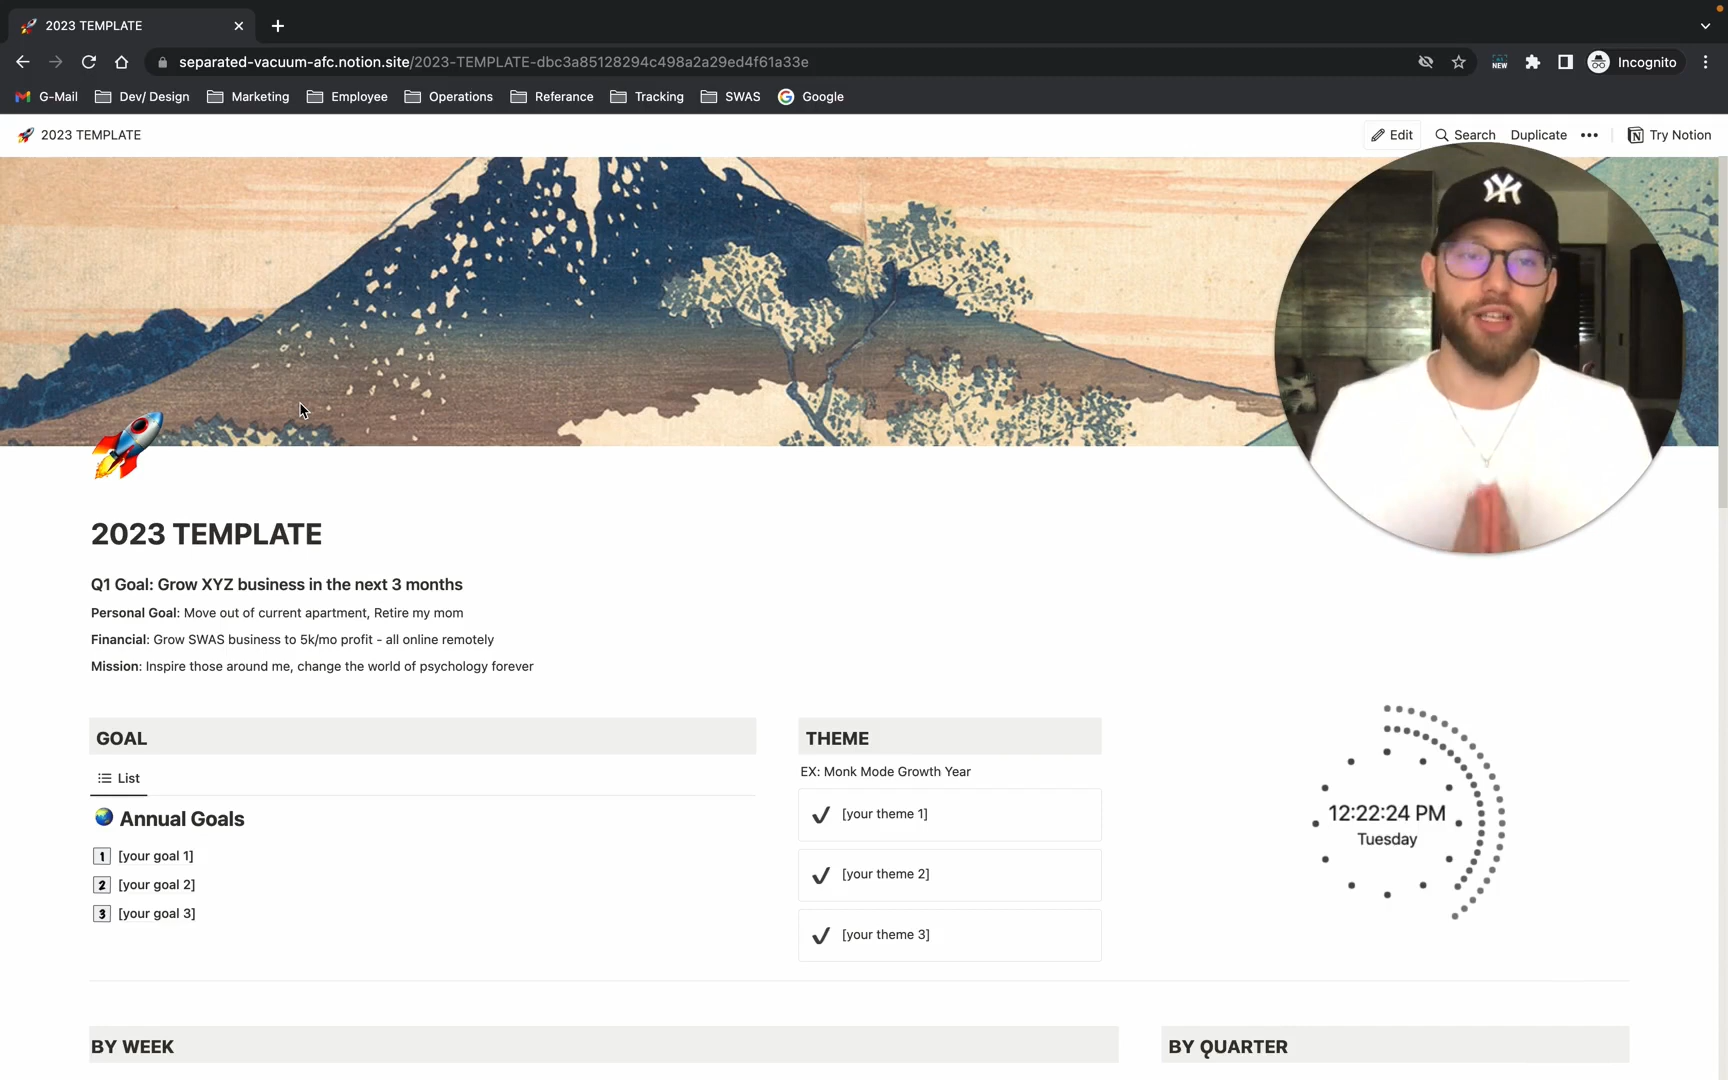 2023 TEMPLATE
separated-vacuum-afc.notion.site/2023-TEMPLATE-dbc3a85128294c498a2a29ed4f61a33e
NEW
Incognito
G-Mail Dev/ Design Marketing Employee Operations Referance Tracking SWAS Google
2023 TEMPLATE
Edit Search Duplicate ••• Try Notion
NY
2023 TEMPLATE
Q1 Goal: Grow XYZ business in the next 3 months
Personal Goal: Move out of current apartment, Retire my mom
Financial: Grow SWAS business to 5k/mo profit - all online remotely
Mission: Inspire those around me, change the world of psychology forever
GOAL
List
Annual Goals
1 [your goal 1]
2 [your goal 2]
3 [your goal 3]
THEME
EX: Monk Mode Growth Year
[your theme 1]
[your theme 2]
[your theme 3]
12:22:24 PM
Tuesday
BY WEEK
BY QUARTER